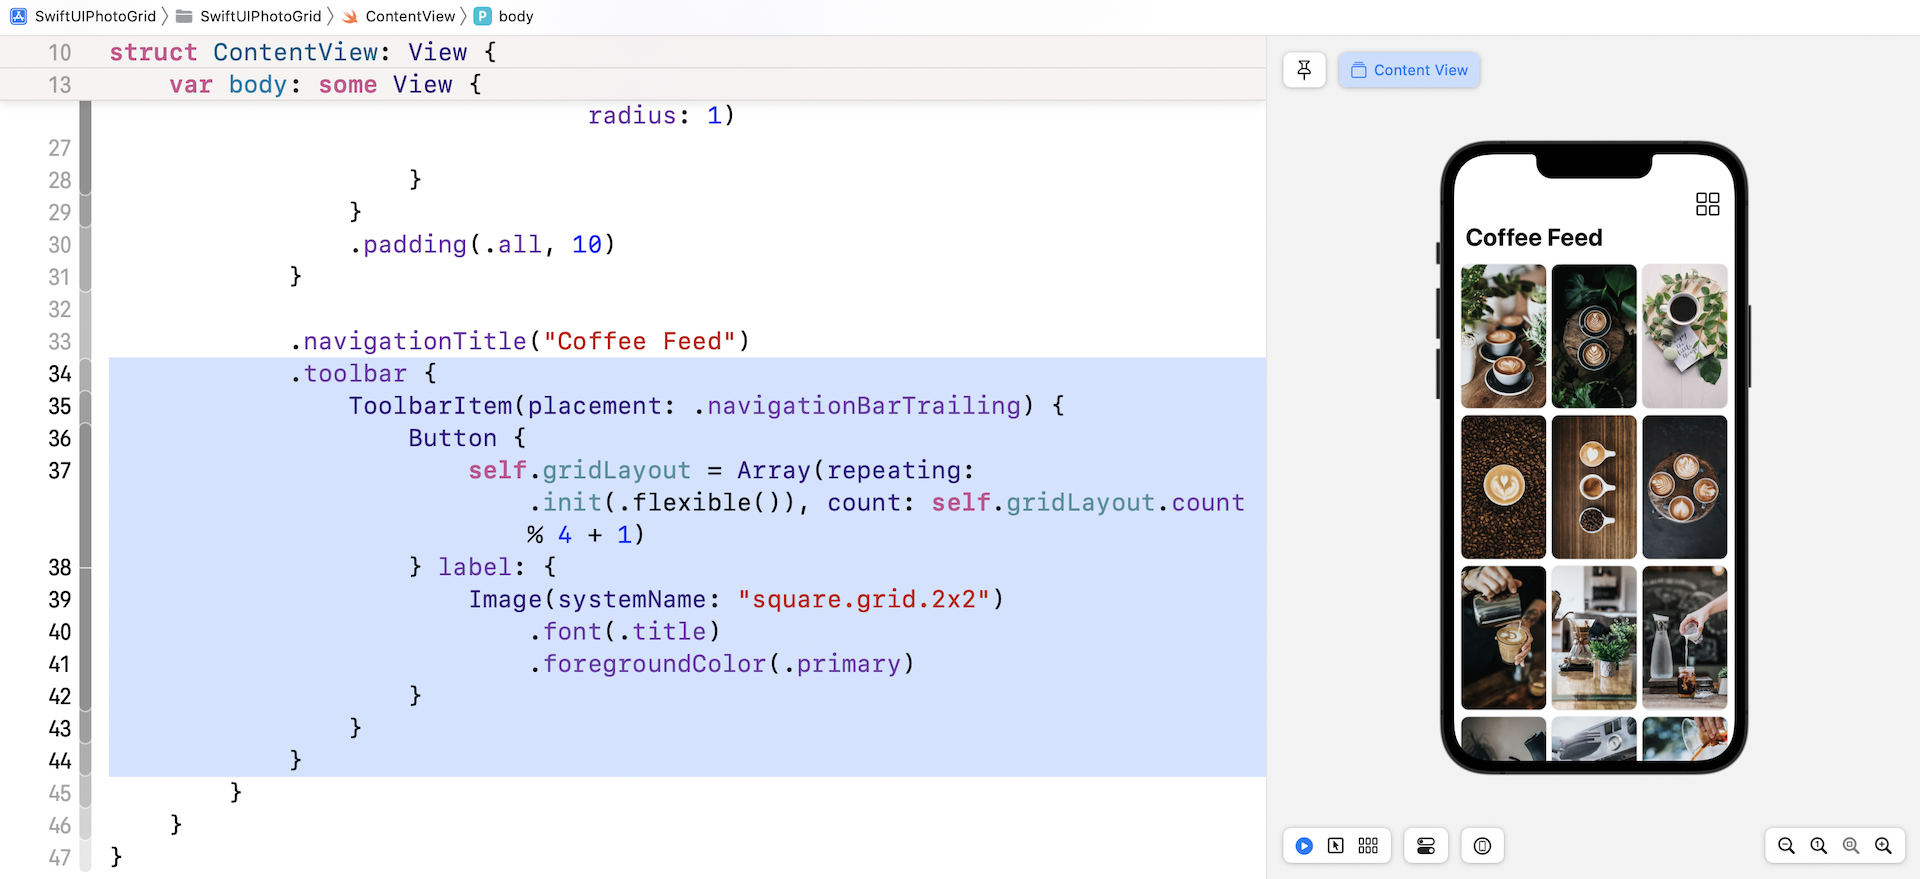 SwiftUIPhotoGrid SwiftUIPhotoGrid ContentView P body
10 struct ContentView: View {
13 var body: some View {
radius: 1)
27
28 }
29 }
30 .padding(.all, 10)
31 }
32
33 .navigationTitle("Coffee Feed")
34 .toolbar {
35 ToolbarItem(placement: .navigationBarTrailing) {
36 Button {
37 self.gridLayout = Array(repeating:
.init(.flexible()), count: self.gridLayout.count
% 4 + 1)
38 } label: {
39 Image(systemName: "square.grid.2x2")
40 .font(.title)
41 .foregroundColor(.primary)
42 }
43 }
44 }
45 }
46 }
47 }
Content View
Coffee Feed